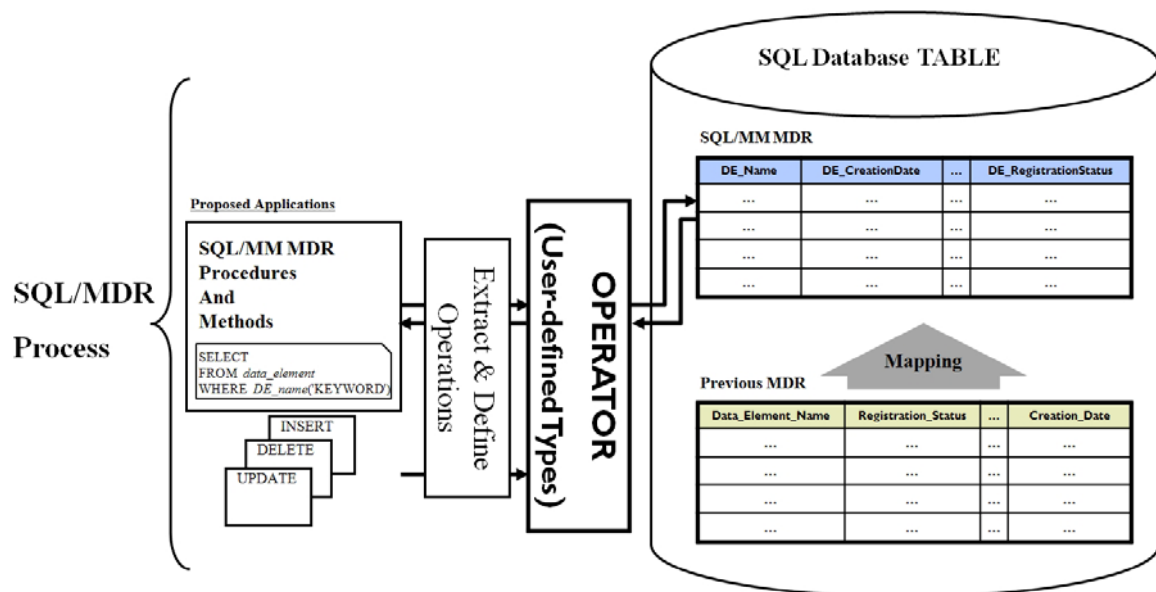 SQL/MDR
Process
Proposed Applications
SQL/MM MDR
Procedures
And
Methods
SELECT
FROM data_element
WHERE DE_name('KEYWORD')
INSERT
DELETE
UPDATE
Extract & Define
Operations
OPERATOR
(User-defined Types)
SQL Database TABLE
SQL/MM MDR
DE_Name DE_CreationDate ... DE_RegistrationStatus
... ... ... ...
... ... ... ...
... ... ... ...
... ... ... ...
Mapping
Previous MDR
Data_Element_Name Registration_Status ... Creation_Date
... ... ... ...
... ... ... ...
... ... ... ...
... ... ... ...